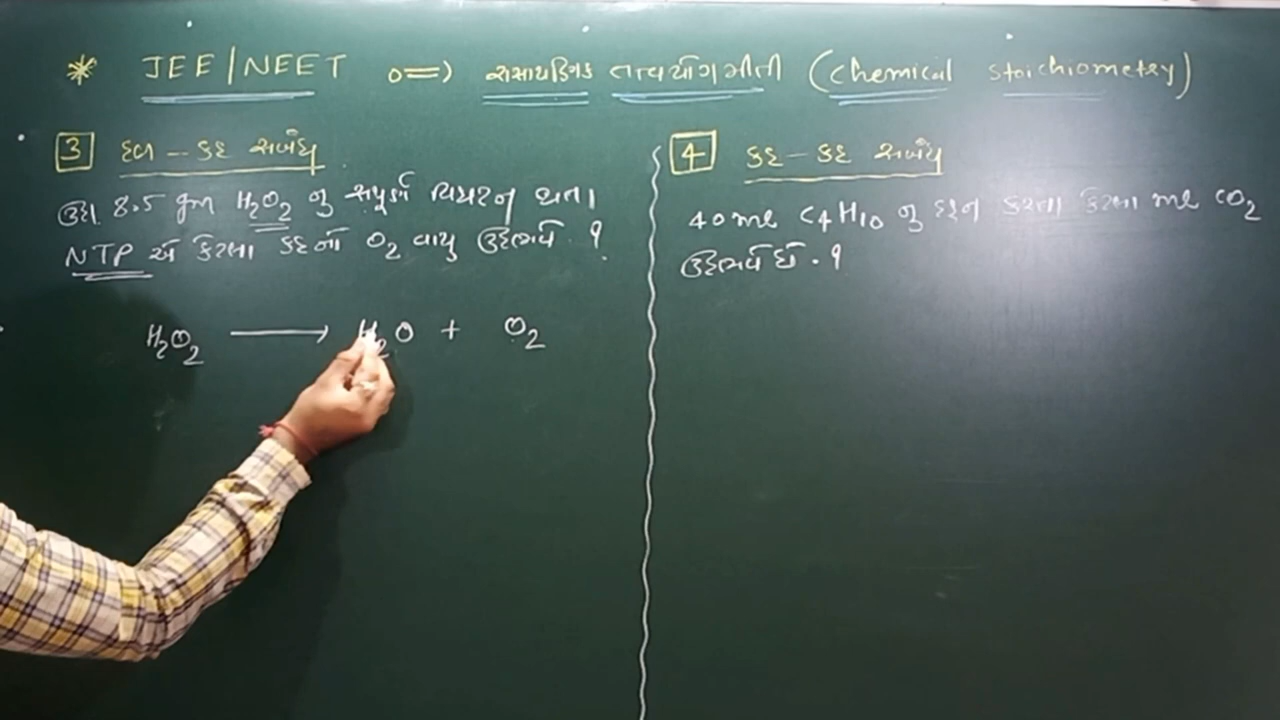 * JEE/NEET ⇒ રાસાયણિક તત્વયોગમીતી (chemical stoichiometry)
3 દળ - કદ સબંધ
ઉદા. 8.5 ગ્રામ H₂O₂ નુ સંપૂર્ણ વિઘટન થતા
NTP એ કેટલા કદનો O₂ વાયુ ઉદ્દભવે . ?
H₂O₂ ⟶ H₂O + O₂
4 કદ - કદ સબંધ
40 ml C4H10 નુ દહન કરતા કેટલા ml CO₂
ઉદ્દભવે છે . ?